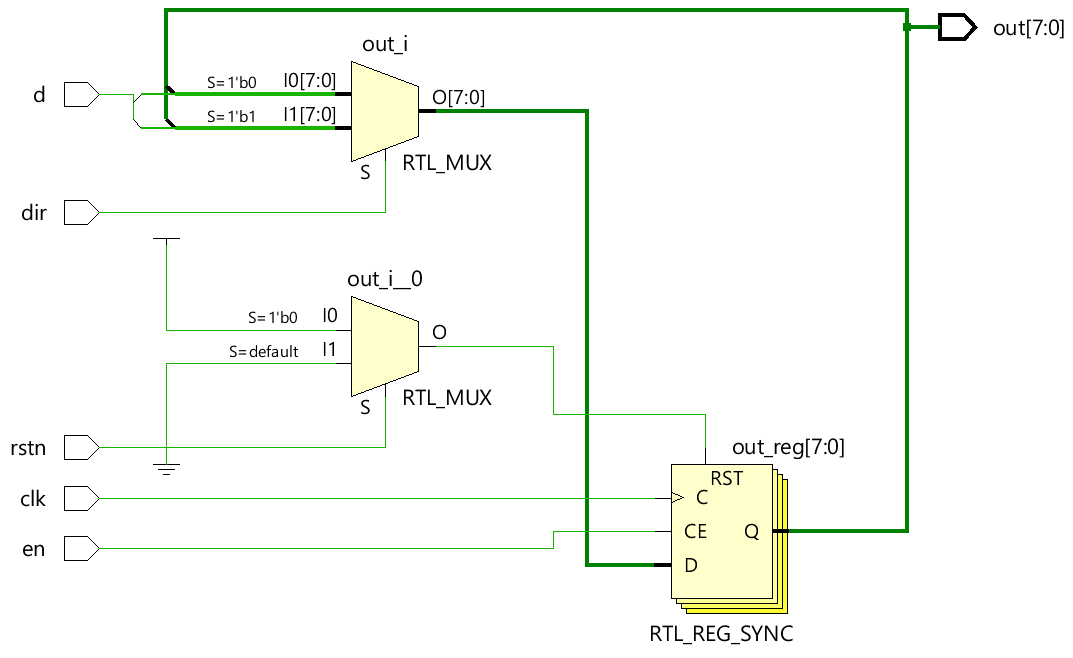 out[7:0]
out_i
d
S=1'b0
I0[7:0]
O[7:0]
S=1'b1
I1[7:0]
S
RTL_MUX
dir
out_i__0
S=1'b0
I0
O
S=default
I1
S
RTL_MUX
rstn
out_reg[7:0]
RST
clk
C
en
CE
Q
D
RTL_REG_SYNC